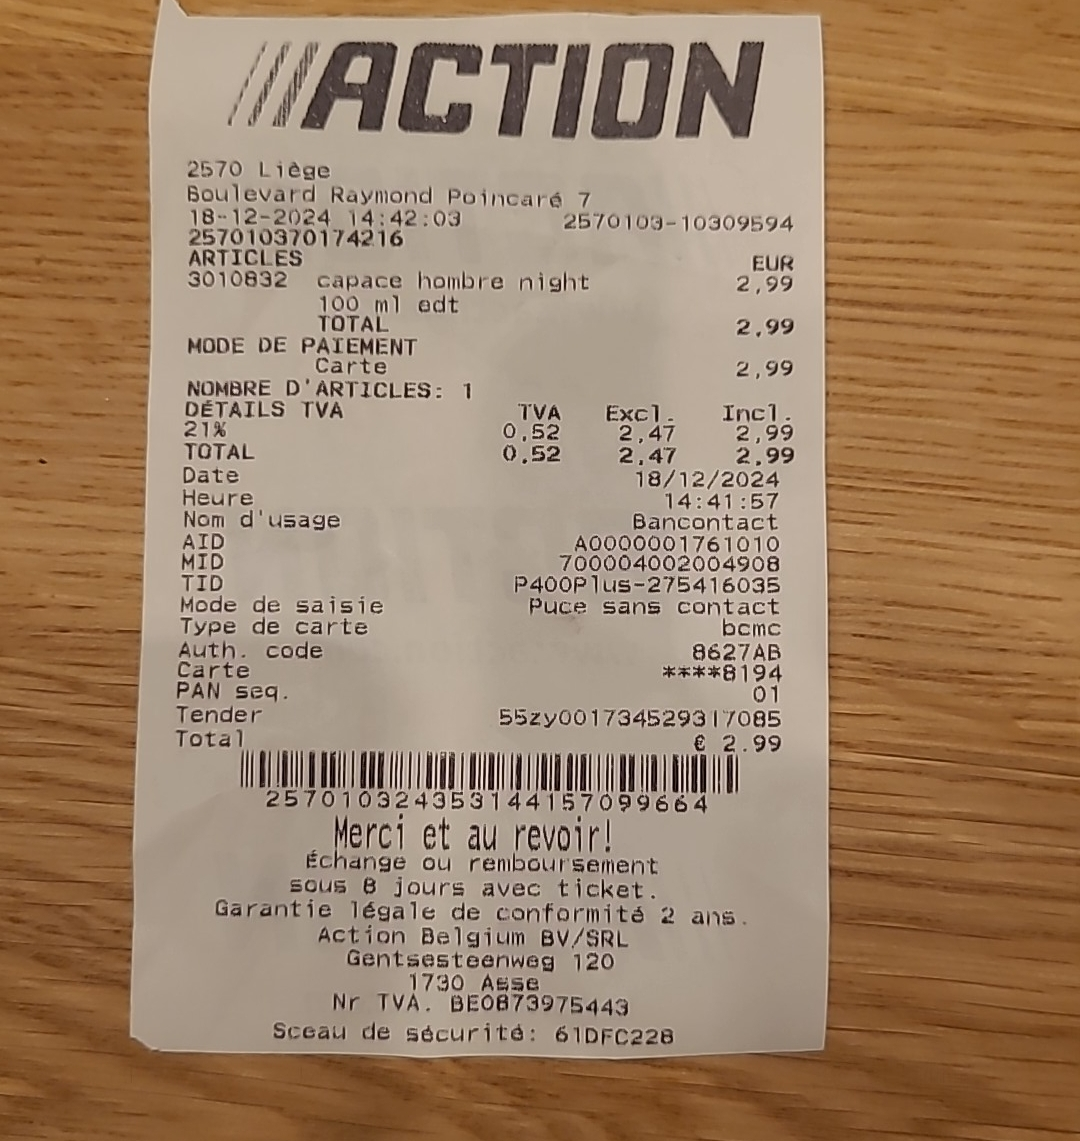 ACTION
2570 Liège
Boulevard Raymond Poincaré 7
18-12-2024 14:42:03 2570103-10309594
257010370174216
ARTICLES EUR
3010832 capace hombre night 2,99
100 ml edt
TOTAL 2,99
MODE DE PAIEMENT
Carte 2,99
NOMBRE D'ARTICLES: 1
DÉTAILS TVA TVA Excl. Incl.
21% 0,52 2,47 2,99
TOTAL 0,52 2,47 2,99
Date 18/12/2024
Heure 14:41:57
Nom d'usage Bancontact
AID A0000001761010
MID 700004002004908
TID P400Plus-275416035
Mode de saisie Puce sans contact
Type de carte bcmc
Auth. code 8627AB
Carte ****8194
PAN seq. 01
Tender 55zy001734529317085
Total € 2.99
257010324353144157099664
Merci et au revoir!
Échange ou remboursement
sous 8 jours avec ticket.
Garantie légale de conformité 2 ans.
Action Belgium BV/SRL
Gentsesteenweg 120
1730 Asse
Nr TVA. BE0873975443
Sceau de sécurité: 61DFC228